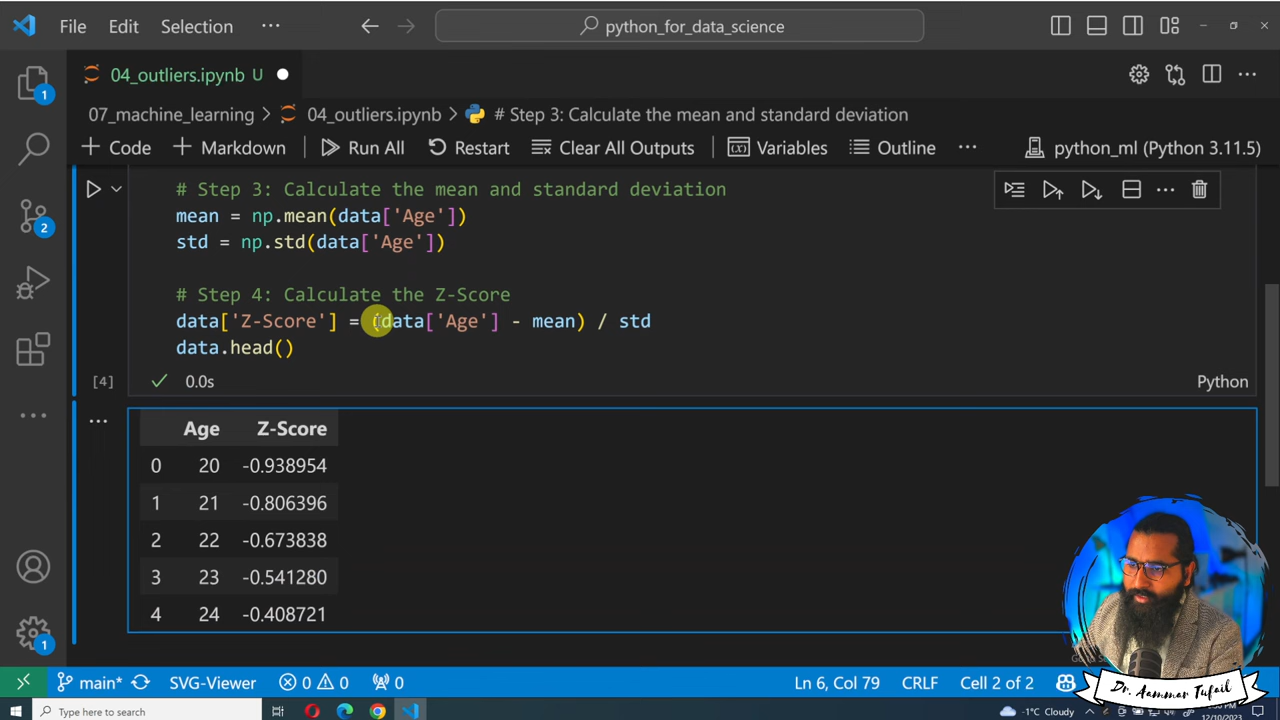 File Edit Selection ··· python_for_data_science
04_outliers.ipynb U
07_machine_learning > 04_outliers.ipynb > # Step 3: Calculate the mean and standard deviation
+ Code + Markdown Run All Restart Clear All Outputs Variables Outline ··· python_ml (Python 3.11.5)
# Step 3: Calculate the mean and standard deviation
mean = np.mean(data['Age'])
std = np.std(data['Age'])
# Step 4: Calculate the Z-Score
data['Z-Score'] = (data['Age'] - mean) / std
data.head()
[4] 0.0s Python
Age Z-Score
0 20 -0.938954
1 21 -0.806396
2 22 -0.673838
3 23 -0.541280
4 24 -0.408721
1
2
1
main* SVG-Viewer 0 0 0 Ln 6, Col 79 CRLF Cell 2 of 2
Dr. Aammar Tufail
Type here to search -1°C Cloudy 12/10/2023